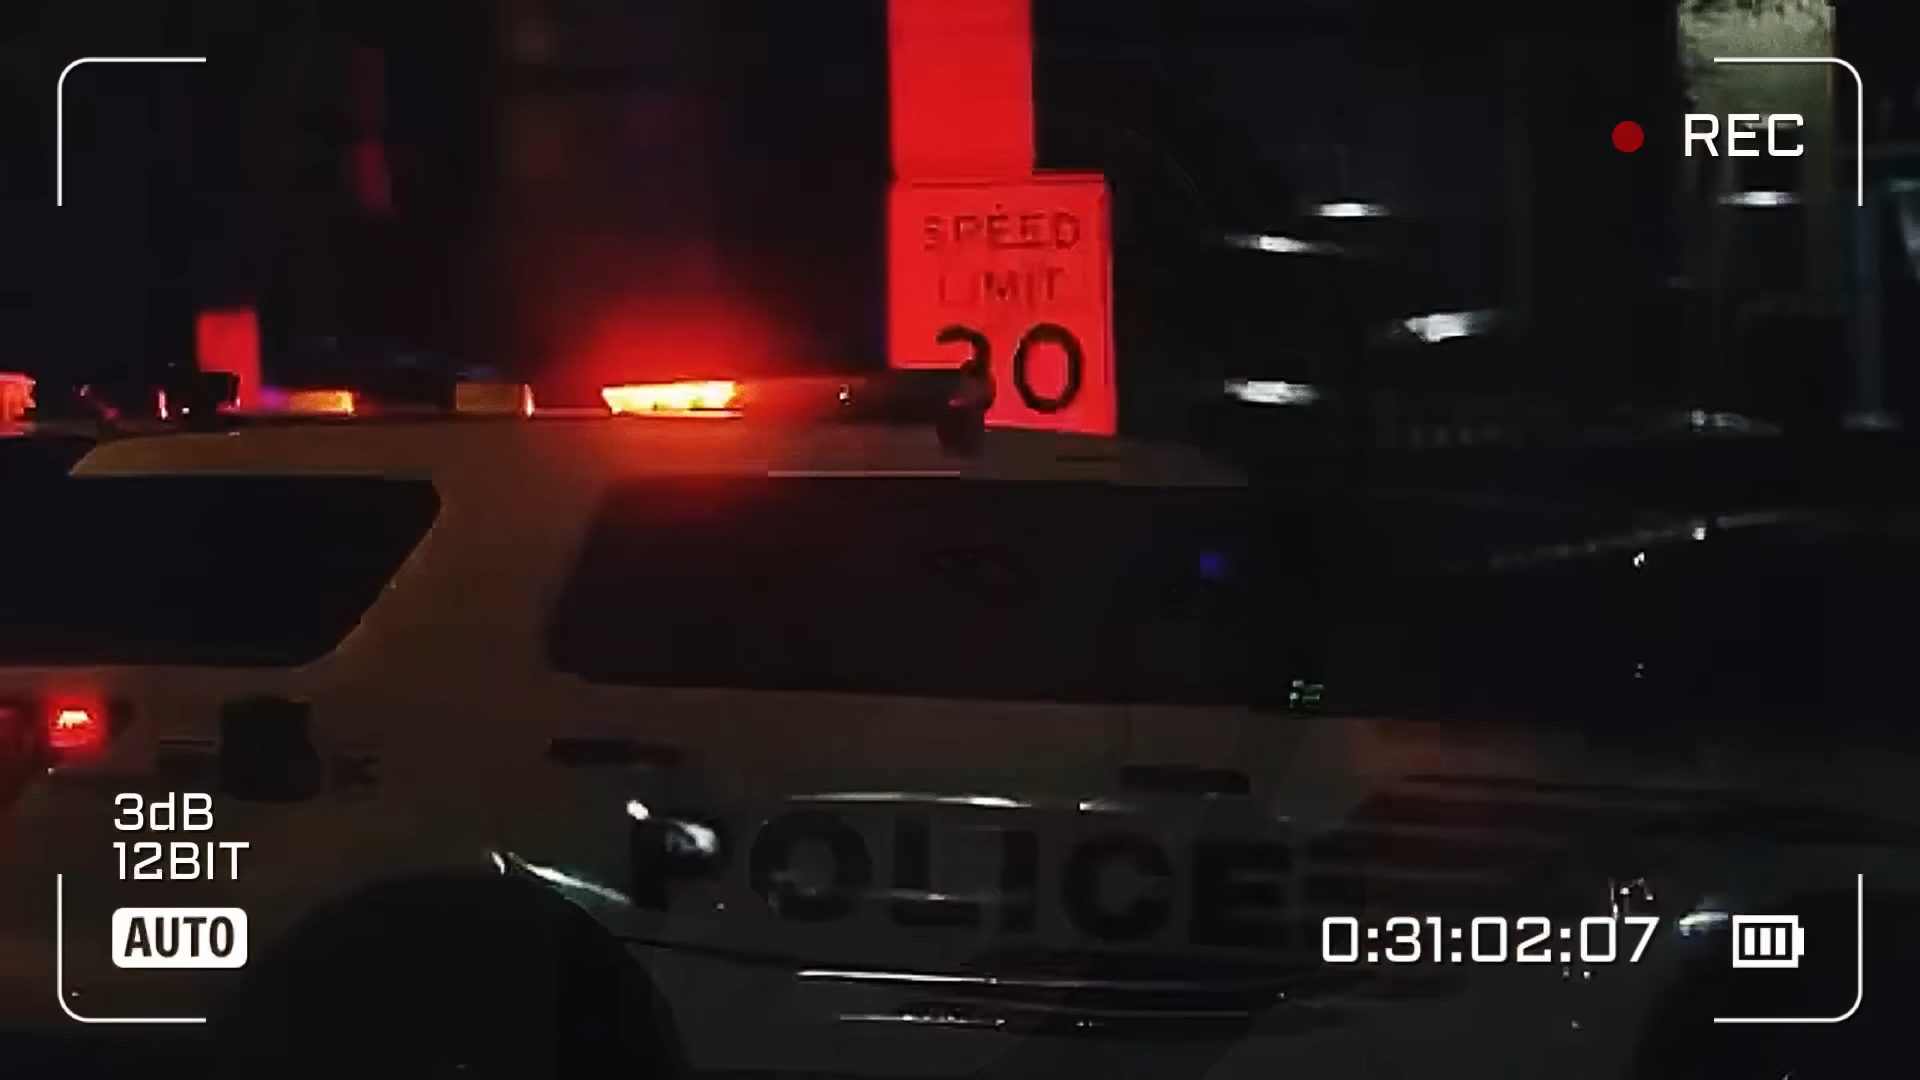 REC
SPEED
LIMIT
30
POLICE
3dB
12BIT
AUTO
0:31:02:07